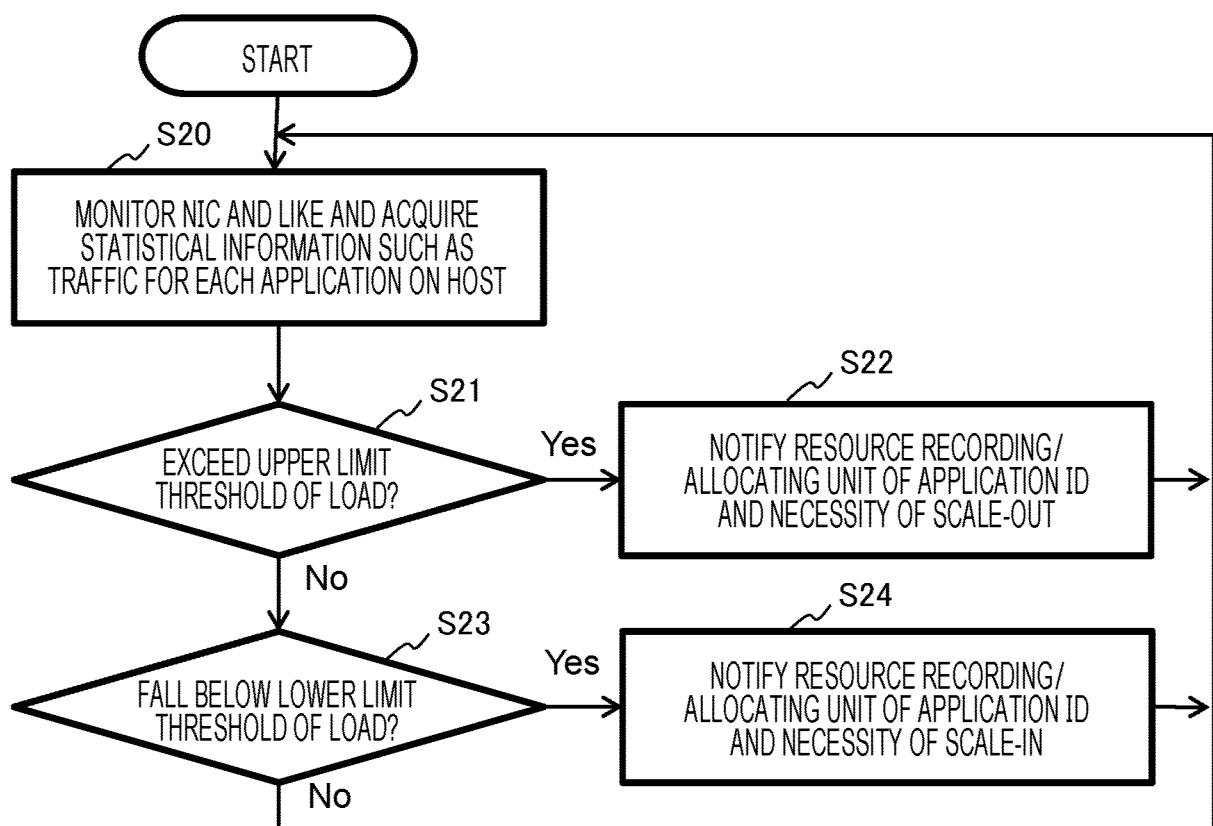 START
S20
MONITOR NIC AND LIKE AND ACQUIRE
STATISTICAL INFORMATION SUCH AS
TRAFFIC FOR EACH APPLICATION ON HOST
S21
EXCEED UPPER LIMIT
THRESHOLD OF LOAD?
Yes
S22
NOTIFY RESOURCE RECORDING/
ALLOCATING UNIT OF APPLICATION ID
AND NECESSITY OF SCALE-OUT
No
S23
FALL BELOW LOWER LIMIT
THRESHOLD OF LOAD?
Yes
S24
NOTIFY RESOURCE RECORDING/
ALLOCATING UNIT OF APPLICATION ID
AND NECESSITY OF SCALE-IN
No